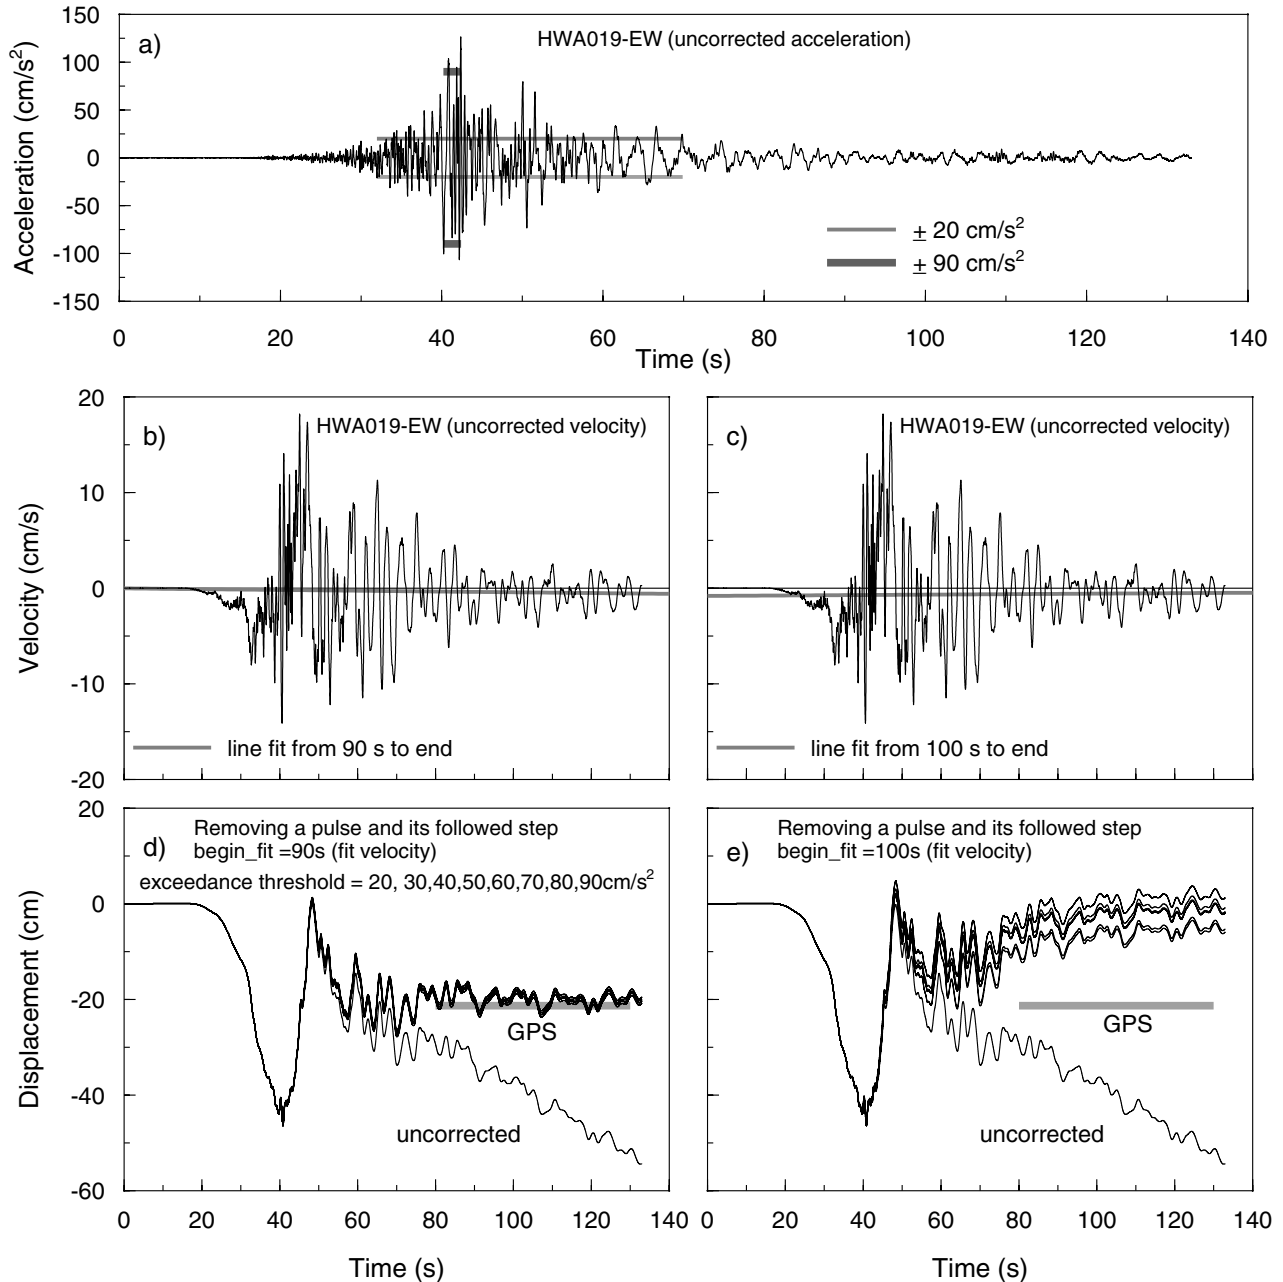 a)
HWA019-EW (uncorrected acceleration)
Acceleration (cm/s²)
150
100
50
0
-50
-100
-150
± 20 cm/s²
± 90 cm/s²
0 20 40 60 80 100 120 140
Time (s)
b)
HWA019-EW (uncorrected velocity)
Velocity (cm/s)
20
10
0
-10
-20
line fit from 90 s to end
c)
HWA019-EW (uncorrected velocity)
line fit from 100 s to end
d)
Removing a pulse and its followed step
begin_fit =90s (fit velocity)
exceedance threshold = 20, 30,40,50,60,70,80,90cm/s²
Displacement (cm)
20
0
-20
-40
-60
GPS
uncorrected
0 20 40 60 80 100 120 140
Time (s)
e)
Removing a pulse and its followed step
begin_fit =100s (fit velocity)
GPS
uncorrected
0 20 40 60 80 100 120 140
Time (s)